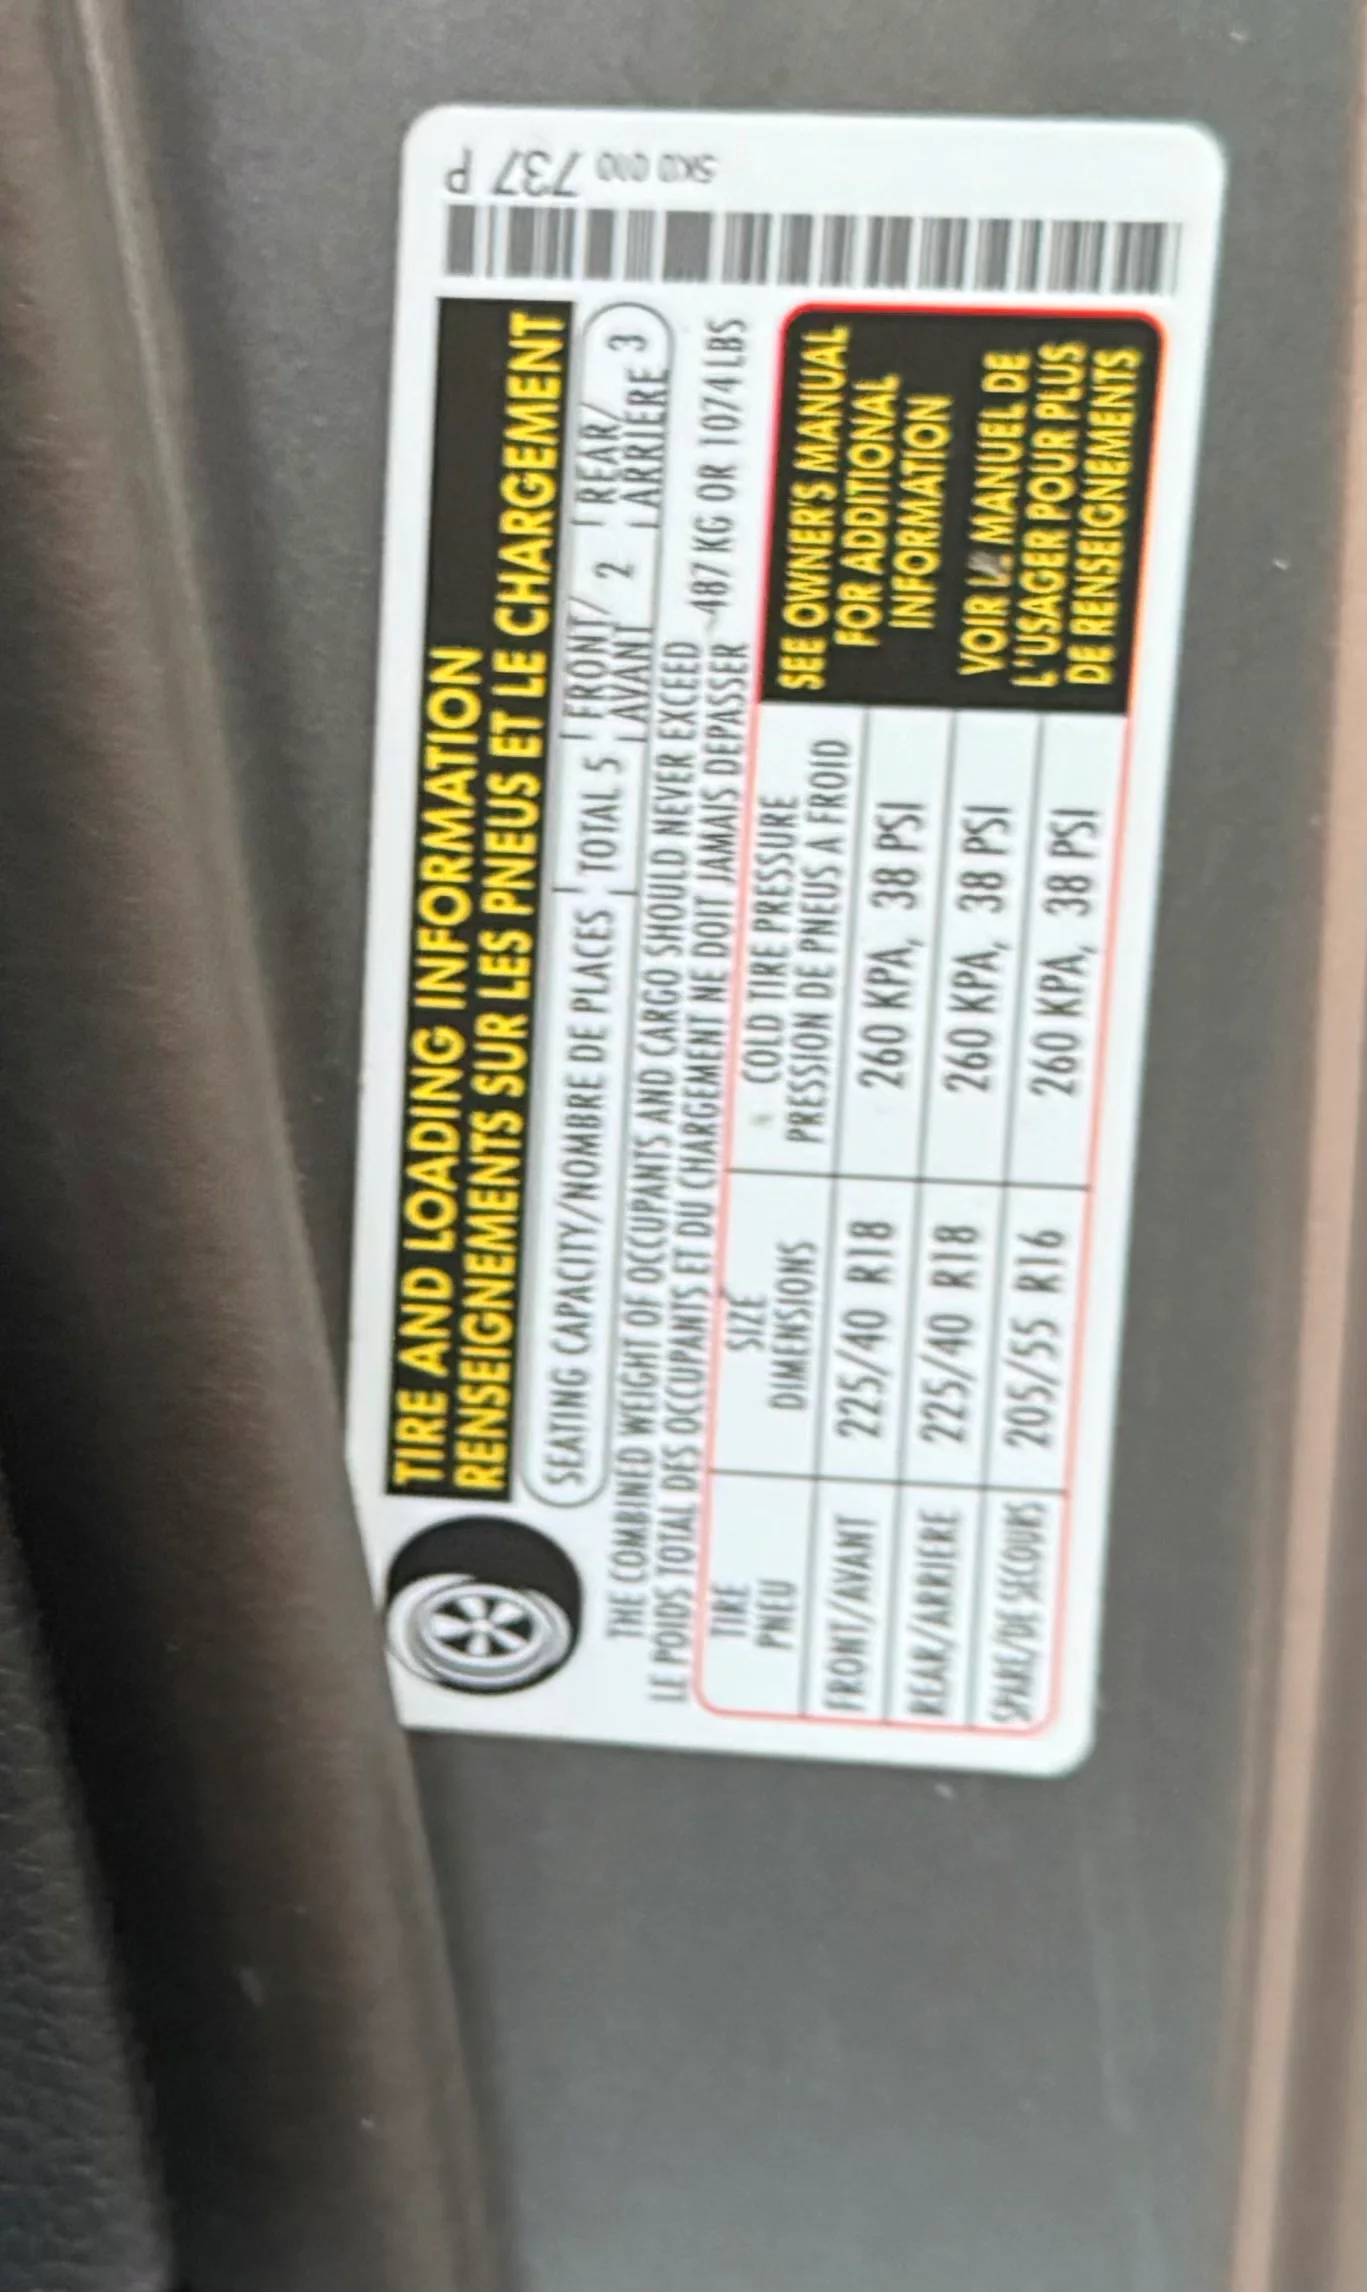 TIRE AND LOADING INFORMATION
RENSEIGNEMENTS SUR LES PNEUS ET LE CHARGEMENT
SEATING CAPACITY/NOMBRE DE PLACES TOTAL 5 FRONT/AVANT 2 REAR/ARRIERE 3
THE COMBINED WEIGHT OF OCCUPANTS AND CARGO SHOULD NEVER EXCEED
LE POIDS TOTAL DES OCCUPANTS ET DU CHARGEMENT NE DOIT JAMAIS DEPASSER
487 KG OR 1074 LBS
TIRE SIZE COLD TIRE PRESSURE
PNEU DIMENSIONS PRESSION DE PNEUS A FROID
FRONT/AVANT 225/40 R18 260 KPA, 38 PSI
REAR/ARRIERE 225/40 R18 260 KPA, 38 PSI
SPARE/DE SECOURS 205/55 R16 260 KPA, 38 PSI
SEE OWNER'S MANUAL
FOR ADDITIONAL
INFORMATION
VOIR LE MANUEL DE
L'USAGER POUR PLUS
DE RENSEIGNEMENTS
5K0 010 737 P